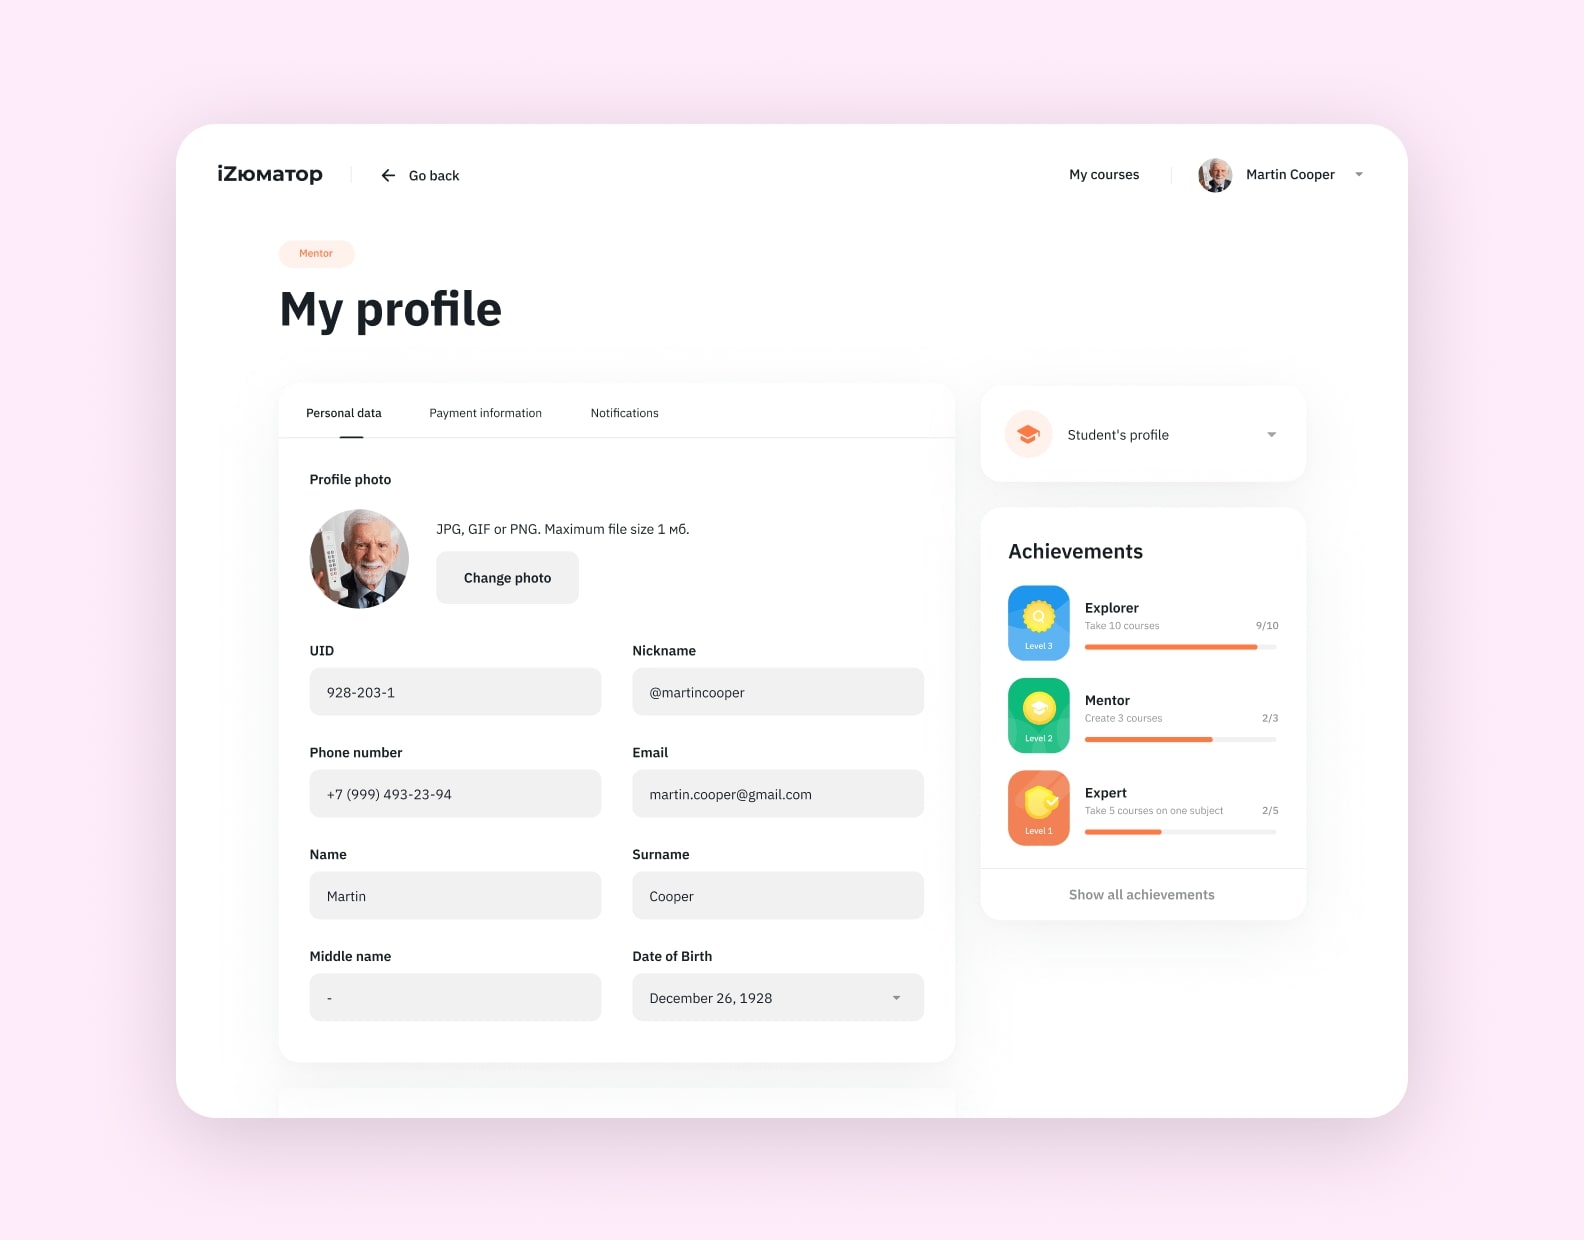 iZюматор
Go back
My courses
Martin Cooper
Mentor
My profile
Personal data
Payment information
Notifications
Profile photo
JPG, GIF or PNG. Maximum file size 1 мб.
Change photo
UID
Nickname
928-203-1
@martincooper
Phone number
Email
+7 (999) 493-23-94
martin.cooper@gmail.com
Name
Surname
Martin
Cooper
Middle name
Date of Birth
-
December 26, 1928
Student's profile
Achievements
Level 3
Explorer
Take 10 courses
9/10
Level 2
Mentor
Create 3 courses
2/3
Level 1
Expert
Take 5 courses on one subject
2/5
Show all achievements